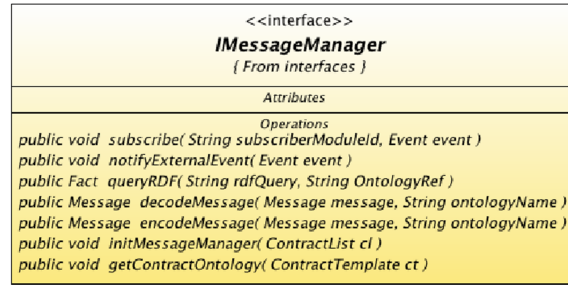 <<interface>>
IMessageManager
{ From interfaces }
Attributes
Operations
public void subscribe( String subscriberModuleId, Event event )
public void notifyExternalEvent( Event event )
public Fact queryRDF( String rdfQuery, String OntologyRef )
public Message decodeMessage( Message message, String ontologyName )
public Message encodeMessage( Message message, String ontologyName )
public void initMessageManager( ContractList cl )
public void getContractOntology( ContractTemplate ct )